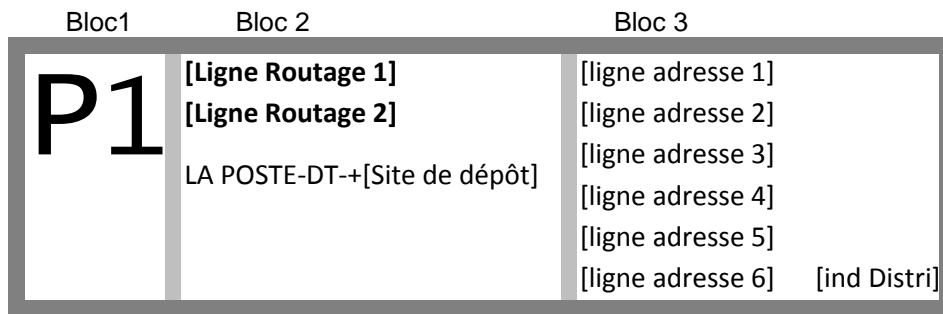 Bloc1 Bloc 2 Bloc 3
P1
[Ligne Routage 1]
[Ligne Routage 2]
LA POSTE-DT-+[Site de dépôt]
[ligne adresse 1]
[ligne adresse 2]
[ligne adresse 3]
[ligne adresse 4]
[ligne adresse 5]
[ligne adresse 6] [ind Distri]